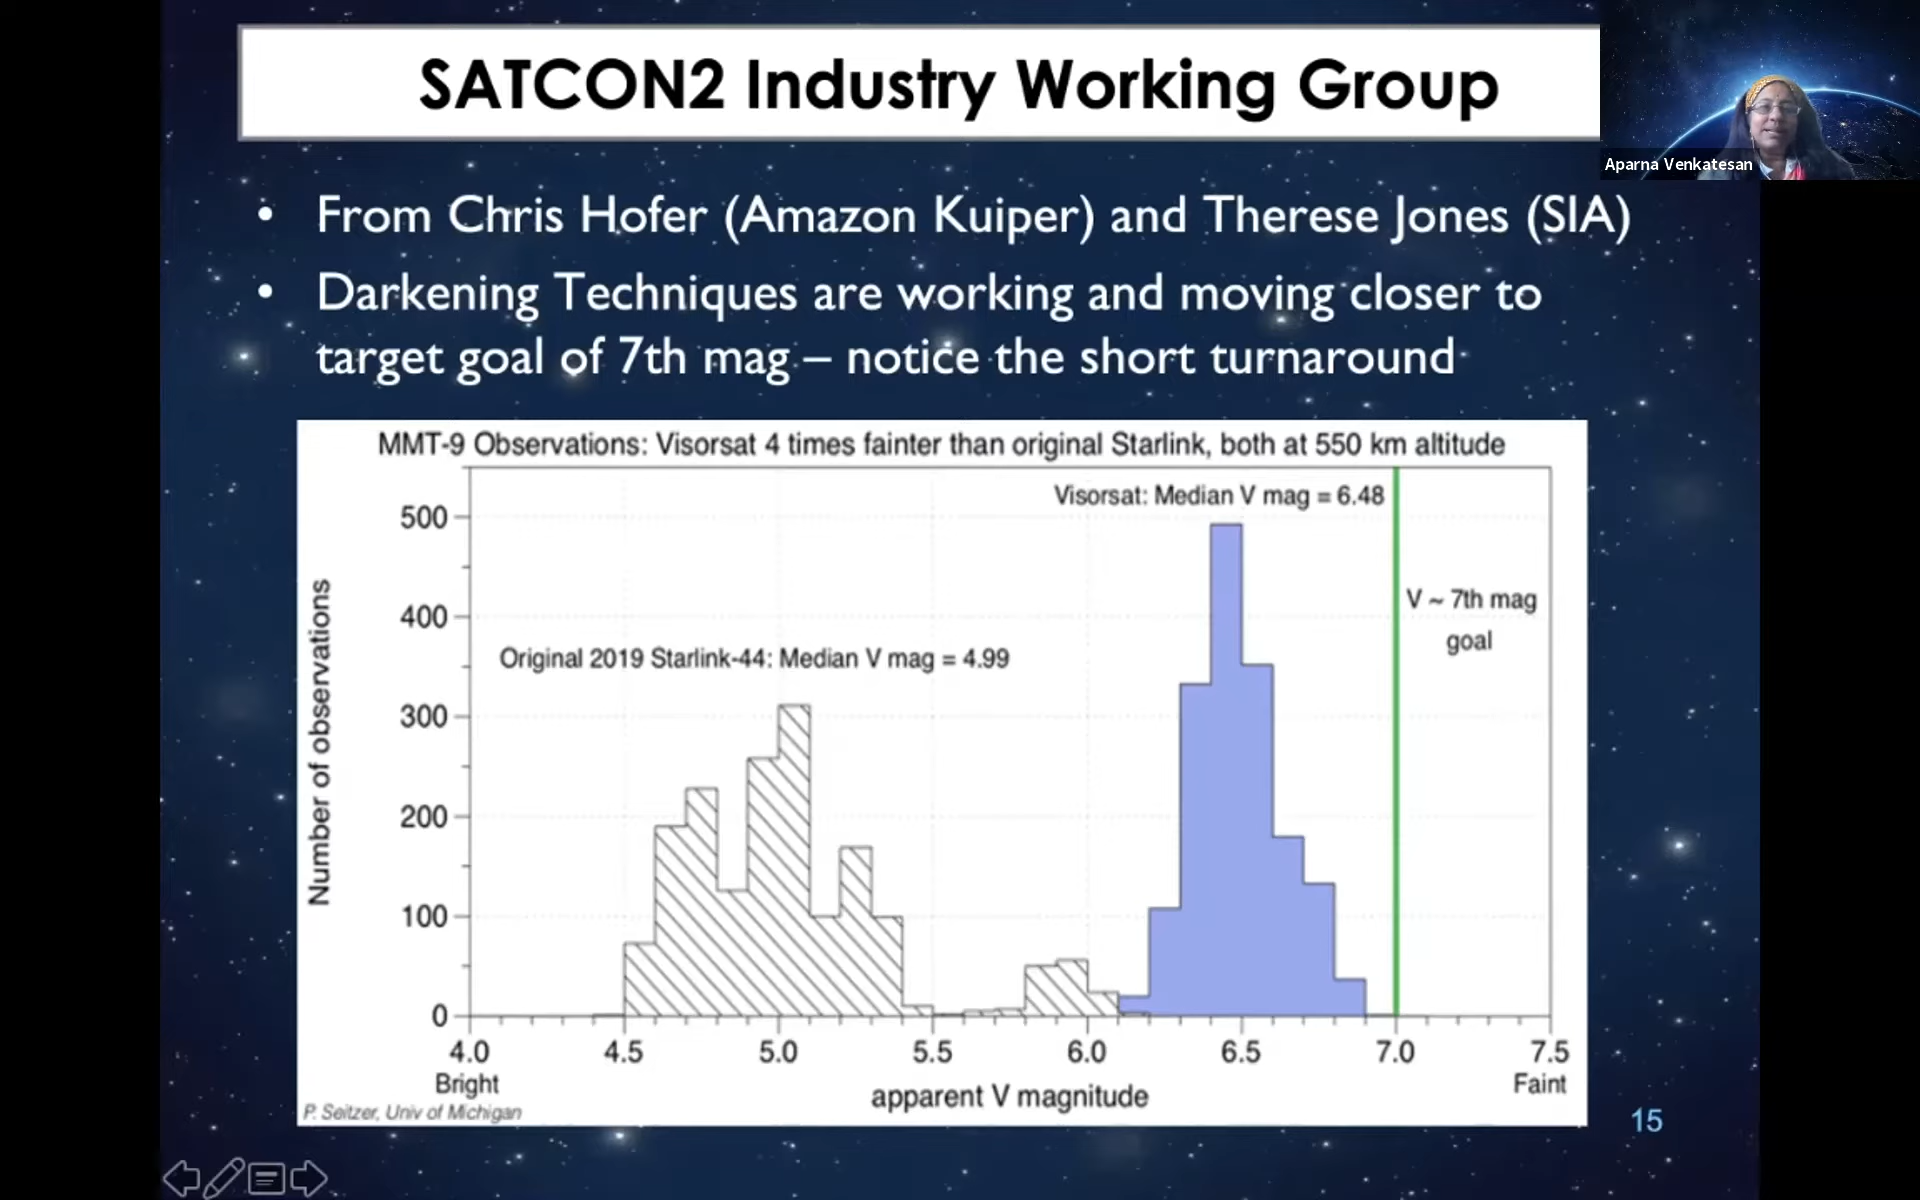 SATCON2 Industry Working Group
Aparna Venkatesan
• From Chris Hofer (Amazon Kuiper) and Therese Jones (SIA)
• Darkening Techniques are working and moving closer to
target goal of 7th mag – notice the short turnaround
MMT-9 Observations: Visorsat 4 times fainter than original Starlink, both at 550 km altitude
Visorsat: Median V mag = 6.48
V ~ 7th mag
goal
Original 2019 Starlink-44: Median V mag = 4.99
Number of observations
500
400
300
200
100
0
4.0 4.5 5.0 5.5 6.0 6.5 7.0 7.5
Bright
Faint
apparent V magnitude
P. Seitzer, Univ of Michigan
15